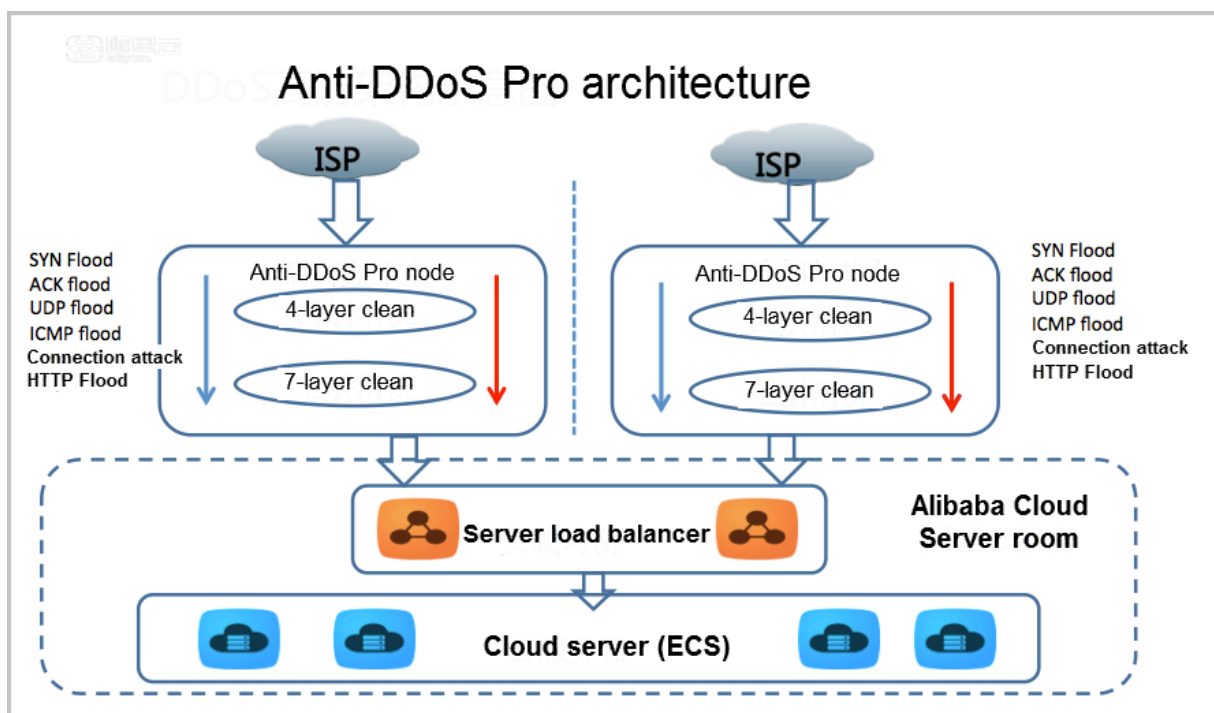 Anti-DDoS Pro architecture
ISP
ISP
SYN Flood
ACK flood
UDP flood
ICMP flood
Connection attack
HTTP Flood
Anti-DDoS Pro node
4-layer clean
7-layer clean
Anti-DDoS Pro node
4-layer clean
7-layer clean
SYN Flood
ACK flood
UDP flood
ICMP flood
Connection attack
HTTP Flood
Server load balancer
Alibaba Cloud
Server room
Cloud server (ECS)